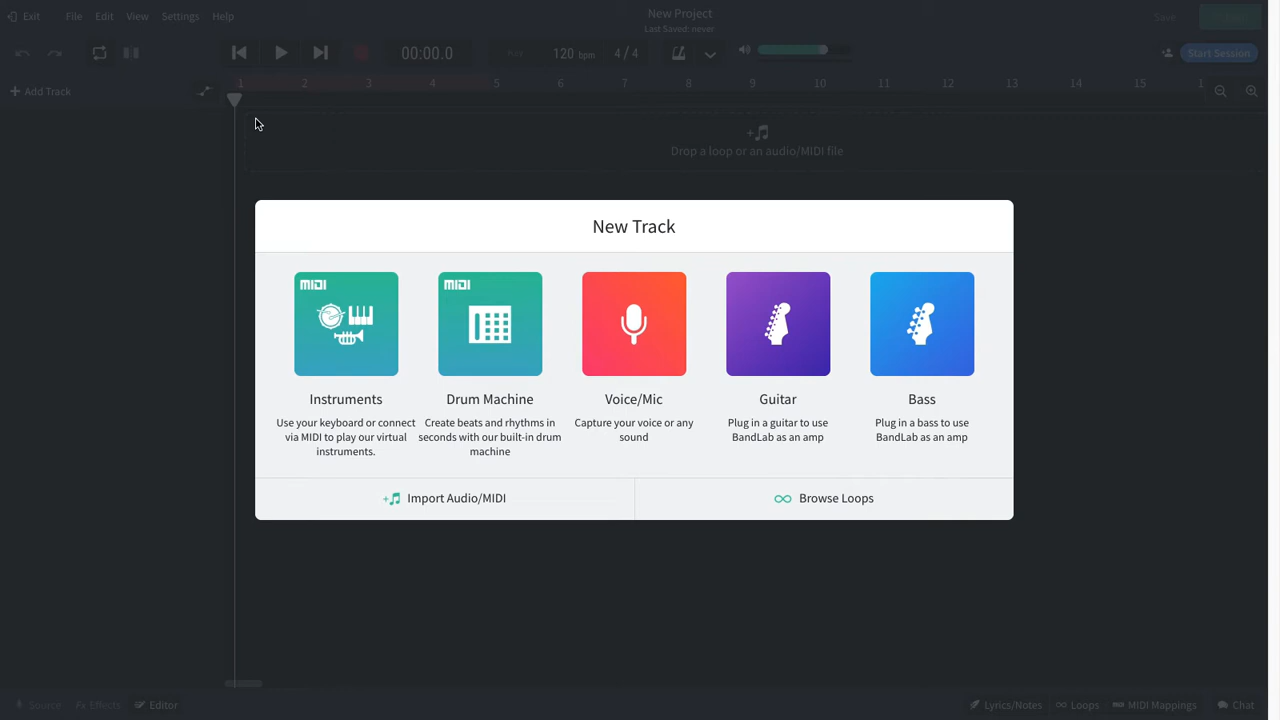 Exit File Edit View Settings Help
New Project
Last Saved: never
Save
00:00.0
120 bpm 4 / 4
Start Session
+ Add Track
1 2 3 4 5 6 7 8 9 10 11 12 13 14 15
Drop a loop or an audio/MIDI file
New Track
MIDI
MIDI
Instruments
Use your keyboard or connect
via MIDI to play our virtual
instruments.
Drum Machine
Create beats and rhythms in
seconds with our built-in drum
machine
Voice/Mic
Capture your voice or any
sound
Guitar
Plug in a guitar to use
BandLab as an amp
Bass
Plug in a bass to use
BandLab as an amp
Import Audio/MIDI
Browse Loops
Source Fx Effects Editor
Lyrics/Notes Loops MIDI Mappings Chat